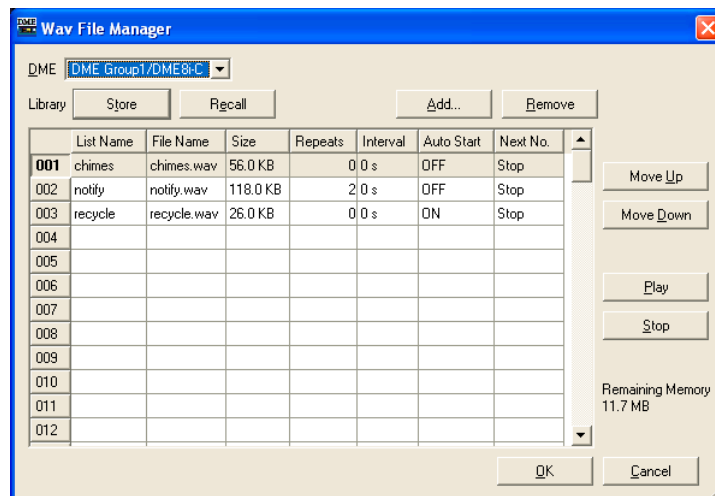 DME Wav File Manager
DME DME Group1/DME8i-C
Library Store Recall Add... Remove
List Name File Name Size Repeats Interval Auto Start Next No.
001 chimes chimes.wav 56.0 KB 0 0 s OFF Stop
002 notify notify.wav 118.0 KB 2 0 s OFF Stop
003 recycle recycle.wav 26.0 KB 0 0 s ON Stop
004
005
006
007
008
009
010
011
012
Move Up
Move Down
Play
Stop
Remaining Memory
11.7 MB
OK Cancel